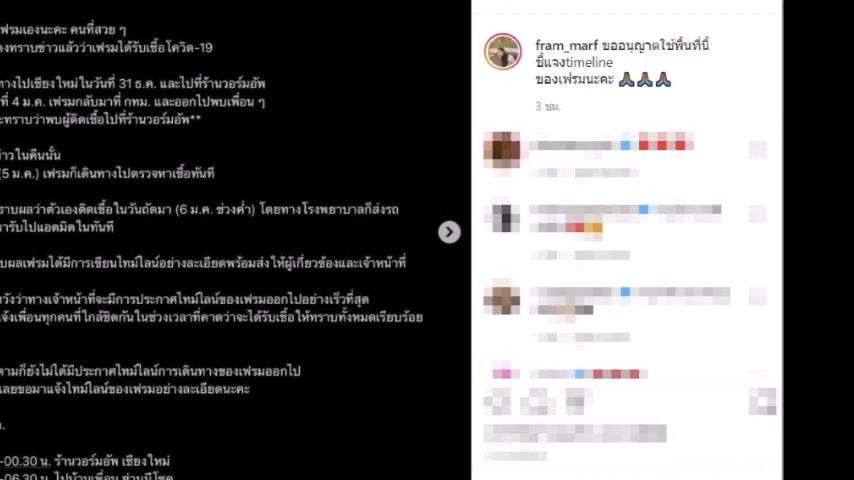 ฟรมเองนะคะ คนที่สวย ๆ
งทราบข่าวแล้วว่าเฟรมได้รับเชื้อโควิด-19
ทางไปเชียงใหม่ในวันที่ 31 ธ.ค. และไปที่ร้านวอร์มอัพ
ที่ 4 ม.ค. เฟรมกลับมาที่ กทม. และออกไปพบเพื่อน ๆ
ะทราบว่าพบผู้ติดเชื้อไปที่ร้านวอร์มอัพ**
าวในคืนนั้น
(5 ม.ค.) เฟรมก็เดินทางไปตรวจหาเชื้อทันที
ราบผลว่าตัวเองติดเชื้อในวันถัดมา (6 ม.ค. ช่วงค่ำ) โดยทางโรงพยาบาลก็ส่งรถ
ารับไปแอดมิดในทันที
บผลเฟรมได้มีการเขียนไทม์ไลน์อย่างละเอียดพร้อมส่งให้ผู้เกี่ยวข้องและเจ้าหน้าที่
หวังว่าทางเจ้าหน้าที่จะมีการประกาศไทม์ไลน์ของเฟรมออกไปอย่างเร็วที่สุด
จ้งเพื่อนทุกคนที่ใกล้ชิดกันในช่วงเวลาที่คาดว่าจะได้รับเชื้อให้ทราบทั้งหมดเรียบร้อย
ตามก็ยังไม่ได้มีประกาศไทม์ไลน์การเดินทางของเฟรมออกไป
เลยขอมาแจ้งไทม์ไลน์ของเฟรมอย่างละเอียดนะคะ
ค.
-00.30 น. ร้านวอร์มอัพ เชียงใหม่
-06.30 น. ไปบ้านเพื่อน ย่านนิ
fram_marf ขออนุญาตใช้พื้นที่นี้
ชี้แจงtimeline
ของเฟรมนะคะ 🙏🏽🙏🏽🙏🏽
3 ชม.